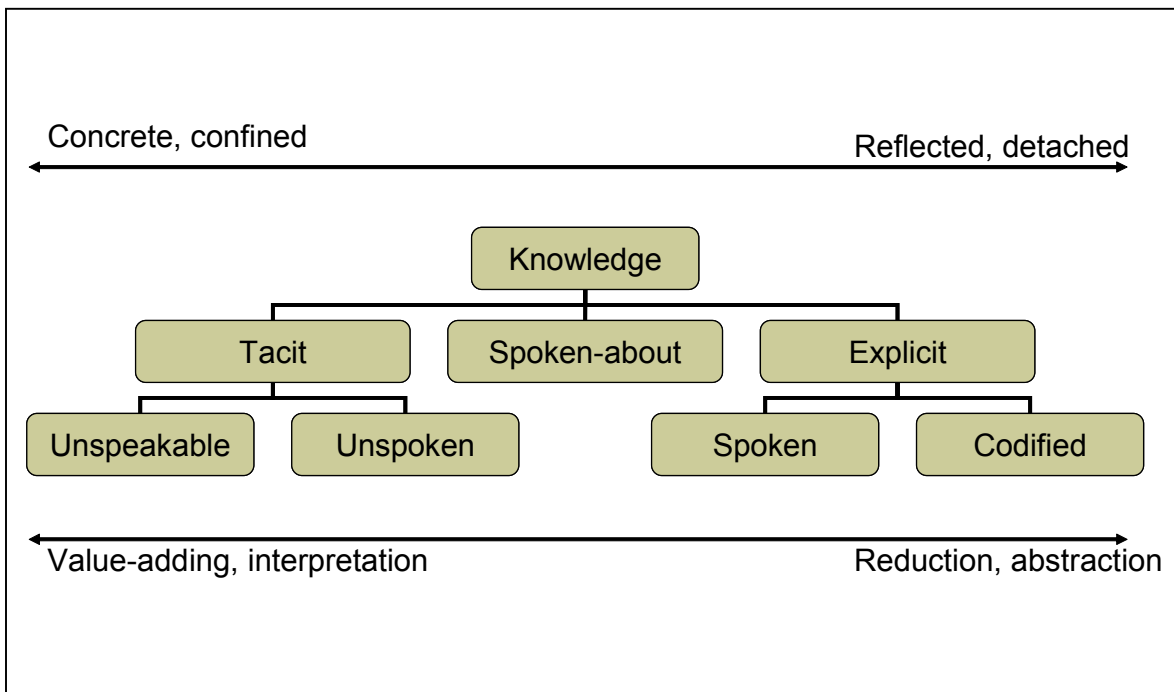 Concrete, confined
Reflected, detached
Knowledge
Tacit
Spoken-about
Explicit
Unspeakable
Unspoken
Spoken
Codified
Value-adding, interpretation
Reduction, abstraction